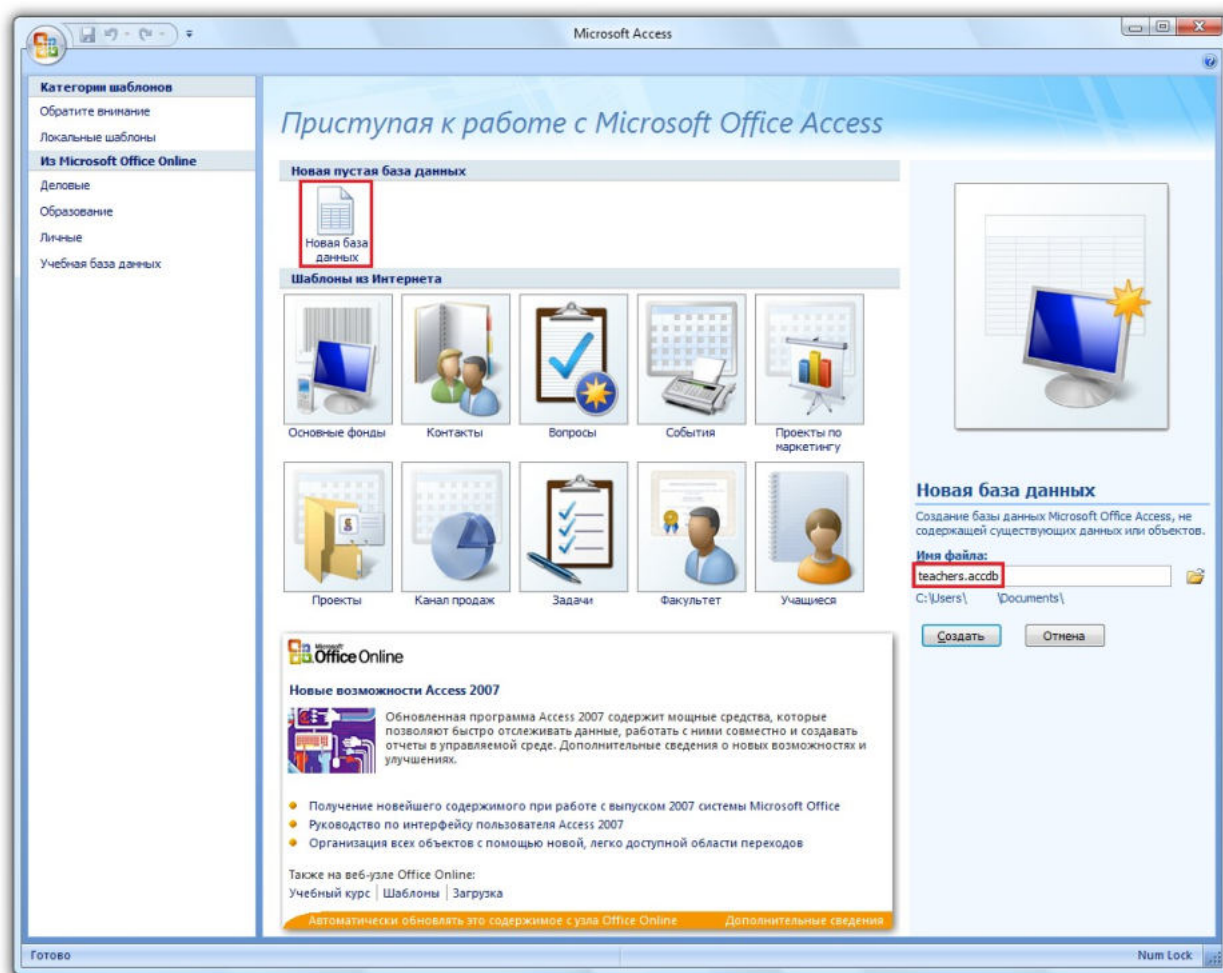 Microsoft Access
Категории шаблонов
Обратите внимание
Локальные шаблоны
Из Microsoft Office Online
Деловые
Образование
Личные
Учебная база данных
Приступая к работе с Microsoft Office Access
Новая пустая база данных
Новая база
данных
Шаблоны из Интернета
Основные фонды
Контакты
Вопросы
События
Проекты по
маркетингу
Проекты
Канал продаж
Задачи
Факультет
Учащиеся
Microsoft
Office Online
Новые возможности Access 2007
Обновленная программа Access 2007 содержит мощные средства, которые
позволяют быстро отслеживать данные, работать с ними совместно и создавать
отчеты в управляемой среде. Дополнительные сведения о новых возможностях и
улучшениях.
Получение новейшего содержимого при работе с выпуском 2007 системы Microsoft Office
Руководство по интерфейсу пользователя Access 2007
Организация всех объектов с помощью новой, легко доступной области переходов
Также на веб-узле Office Online:
Учебный курс | Шаблоны | Загрузка
Автоматически обновлять это содержимое с узла Office Online
Дополнительные сведения
Новая база данных
Создание базы данных Microsoft Office Access, не
содержащей существующих данных или объектов.
Имя файла:
teachers.accdb
C:\Users\ \Documents\
Создать
Отмена
Готово
Num Lock